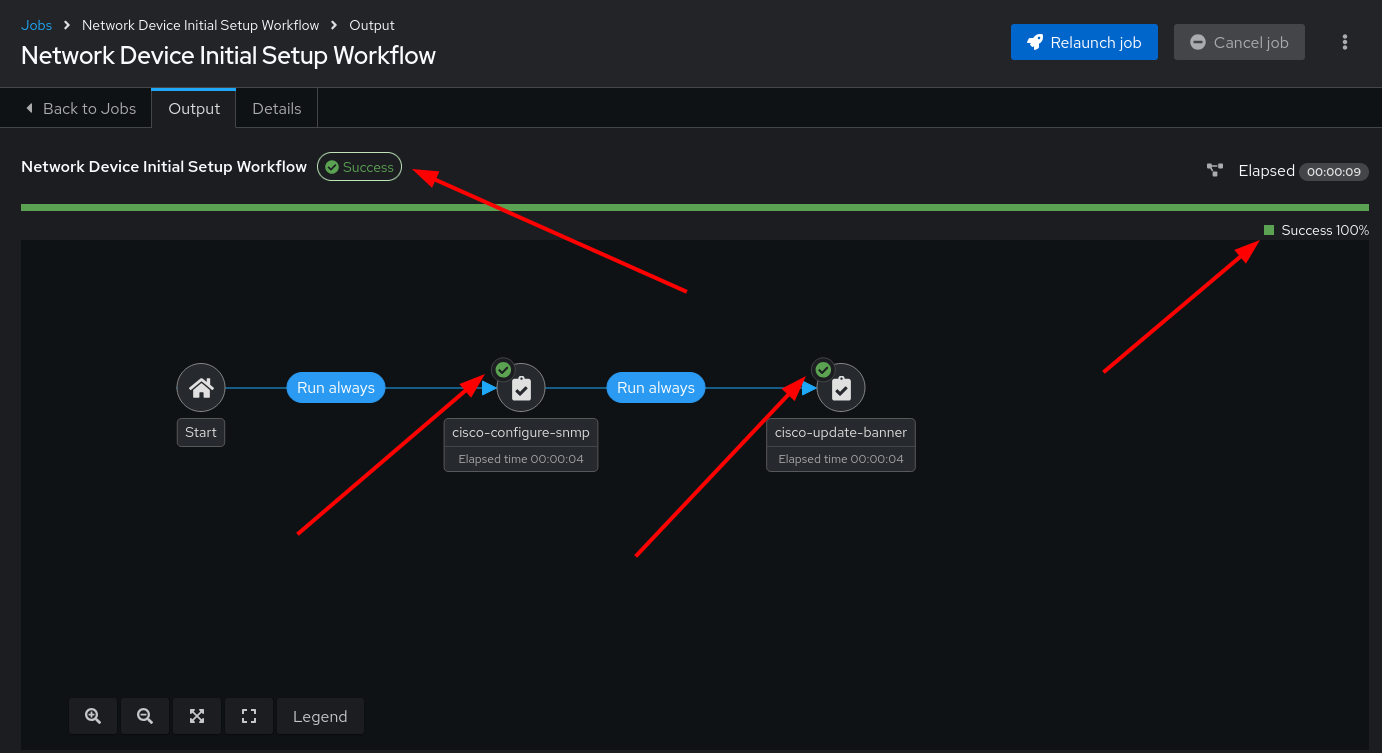 Jobs > Network Device Initial Setup Workflow > Output
Network Device Initial Setup Workflow
Relaunch job
Cancel job
Back to Jobs
Output
Details
Network Device Initial Setup Workflow
Success
Elapsed 00:00:09
Success 100%
Run always
Run always
Start
cisco-configure-snmp
Elapsed time 00:00:04
cisco-update-banner
Elapsed time 00:00:04
Legend